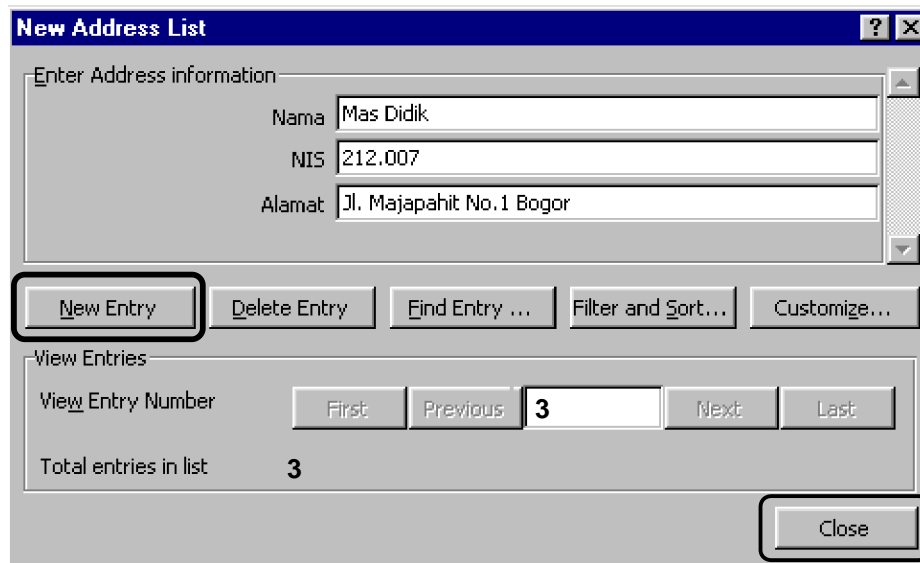 New Address List
Enter Address information
Nama Mas Didik
NIS 212.007
Alamat Jl. Majapahit No.1 Bogor
New Entry Delete Entry Find Entry ... Filter and Sort... Customize...
View Entries
View Entry Number First Previous 3 Next Last
Total entries in list 3
Close